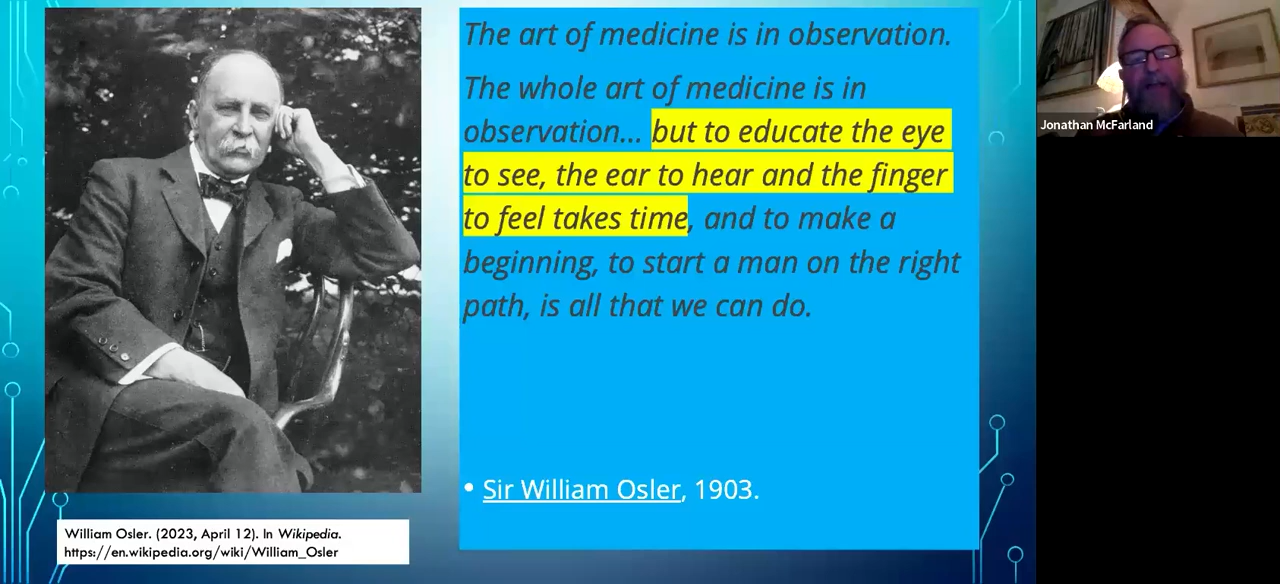 The art of medicine is in observation.
The whole art of medicine is in
observation... but to educate the eye
to see, the ear to hear and the finger
to feel takes time, and to make a
beginning, to start a man on the right
path, is all that we can do.
• Sir William Osler, 1903.
William Osler. (2023, April 12). In Wikipedia.
https://en.wikipedia.org/wiki/William_Osler
Jonathan McFarland